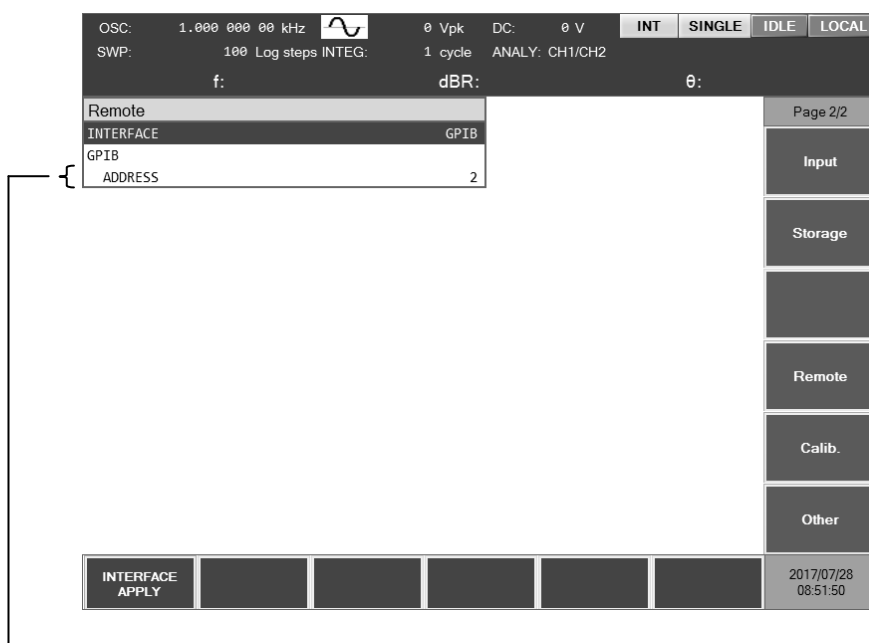 OSC: 1.000 000 00 kHz 0 Vpk DC: 0 V INT SINGLE IDLE LOCAL
SWP: 100 Log steps INTEG: 1 cycle ANALY: CH1/CH2
f: dBR: θ:
Remote
INTERFACE GPIB
GPIB
ADDRESS 2
Page 2/2
Input
Storage
Remote
Calib.
Other
INTERFACE
APPLY
2017/07/28
08:51:50